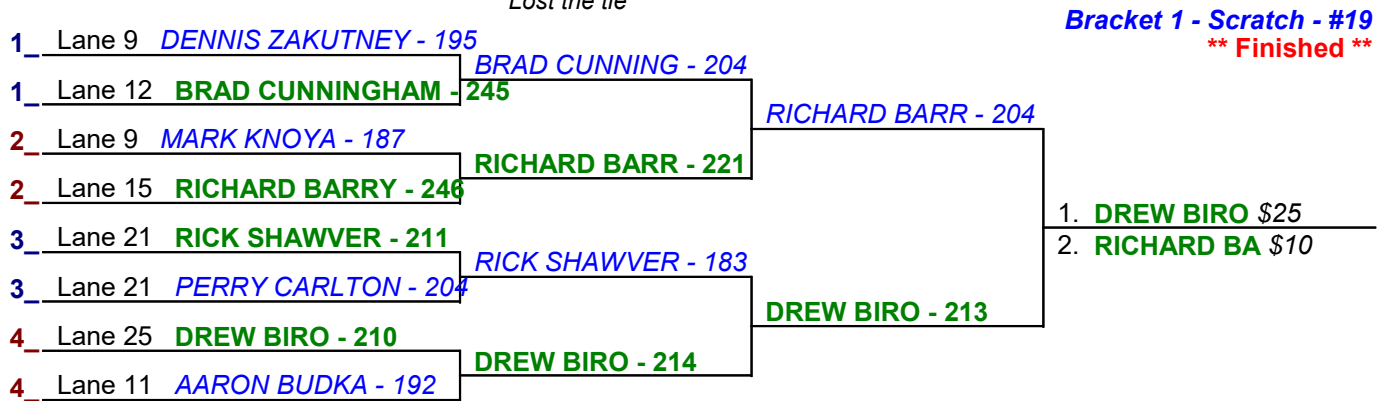 Lost the tie
Bracket 1 - Scratch - #19
** Finished **
1_ Lane 9 DENNIS ZAKUTNEY - 195
BRAD CUNNING - 204
1_ Lane 12 BRAD CUNNINGHAM - 245
RICHARD BARR - 204
2_ Lane 9 MARK KNOYA - 187
RICHARD BARR - 221
2_ Lane 15 RICHARD BARRY - 246
1. DREW BIRO $25
3_ Lane 21 RICK SHAWVER - 211
2. RICHARD BA $10
RICK SHAWVER - 183
3_ Lane 21 PERRY CARLTON - 204
DREW BIRO - 213
4_ Lane 25 DREW BIRO - 210
DREW BIRO - 214
4_ Lane 11 AARON BUDKA - 192